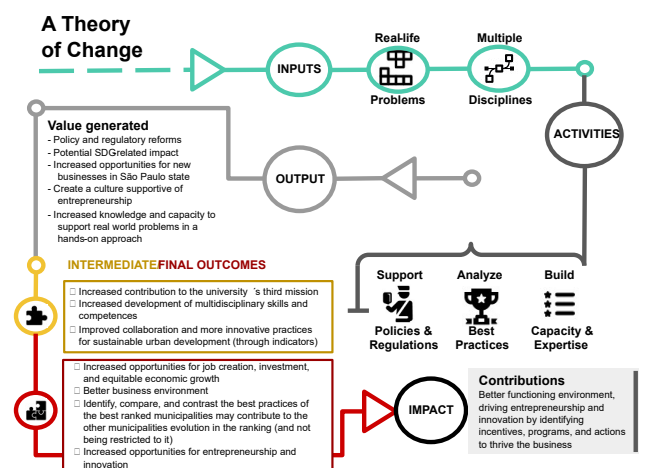 A Theory
of Change
INPUTS
Real-life
Problems
Multiple
Disciplines
ACTIVITIES
Value generated
- Policy and regulatory reforms
- Potential SDGrelated impact
- Increased opportunities for new
businesses in São Paulo state
- Create a culture supportive of
entrepreneurship
- Increased knowledge and capacity to
support real world problems in a
hands-on approach
OUTPUT
INTERMEDIATE/FINAL OUTCOMES
Increased contribution to the university ´s third mission
Increased development of multidisciplinary skills and
competences
Improved collaboration and more innovative practices
for sustainable urban development (through indicators)
Support
Policies &
Regulations
Analyze
Best
Practices
Build
Capacity &
Expertise
Increased opportunities for job creation, investment,
and equitable economic growth
Better business environment
Identify, compare, and contrast the best practices of
the best ranked municipalities may contribute to the
other municipalities evolution in the ranking (and not
being restricted to it)
Increased opportunities for entrepreneurship and
innovation
IMPACT
Contributions
Better functioning environment,
driving entrepreneurship and
innovation by identifying
incentives, programs, and actions
to thrive the business